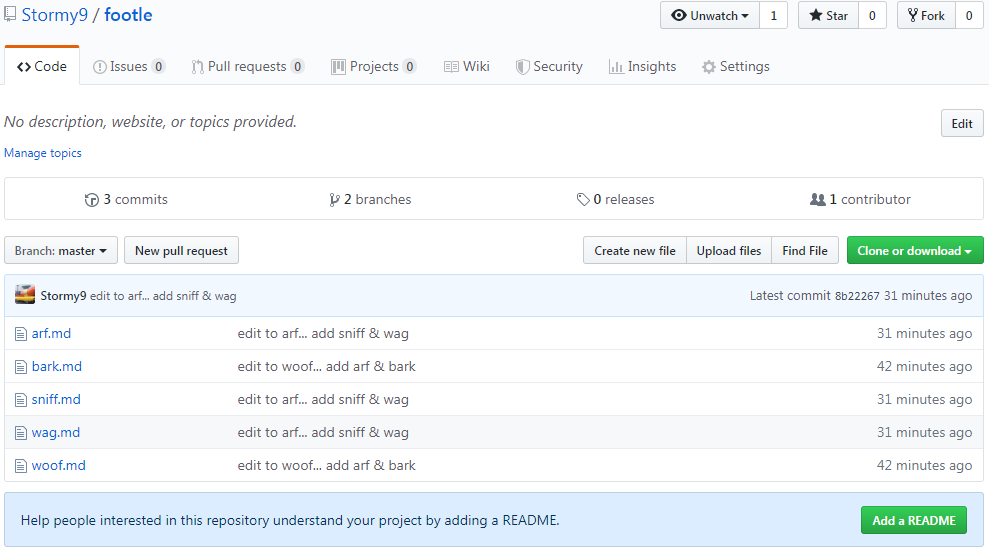 Stormy9 / footle
Unwatch 1 Star 0 Fork 0
Code Issues 0 Pull requests 0 Projects 0 Wiki Security Insights Settings
No description, website, or topics provided. Edit
Manage topics
3 commits 2 branches 0 releases 1 contributor
Branch: master New pull request Create new file Upload files Find File Clone or download
Stormy9 edit to arf... add sniff & wag Latest commit 8b22267 31 minutes ago
arf.md edit to arf... add sniff & wag 31 minutes ago
bark.md edit to woof... add arf & bark 42 minutes ago
sniff.md edit to arf... add sniff & wag 31 minutes ago
wag.md edit to arf... add sniff & wag 31 minutes ago
woof.md edit to woof... add arf & bark 42 minutes ago
Help people interested in this repository understand your project by adding a README. Add a README